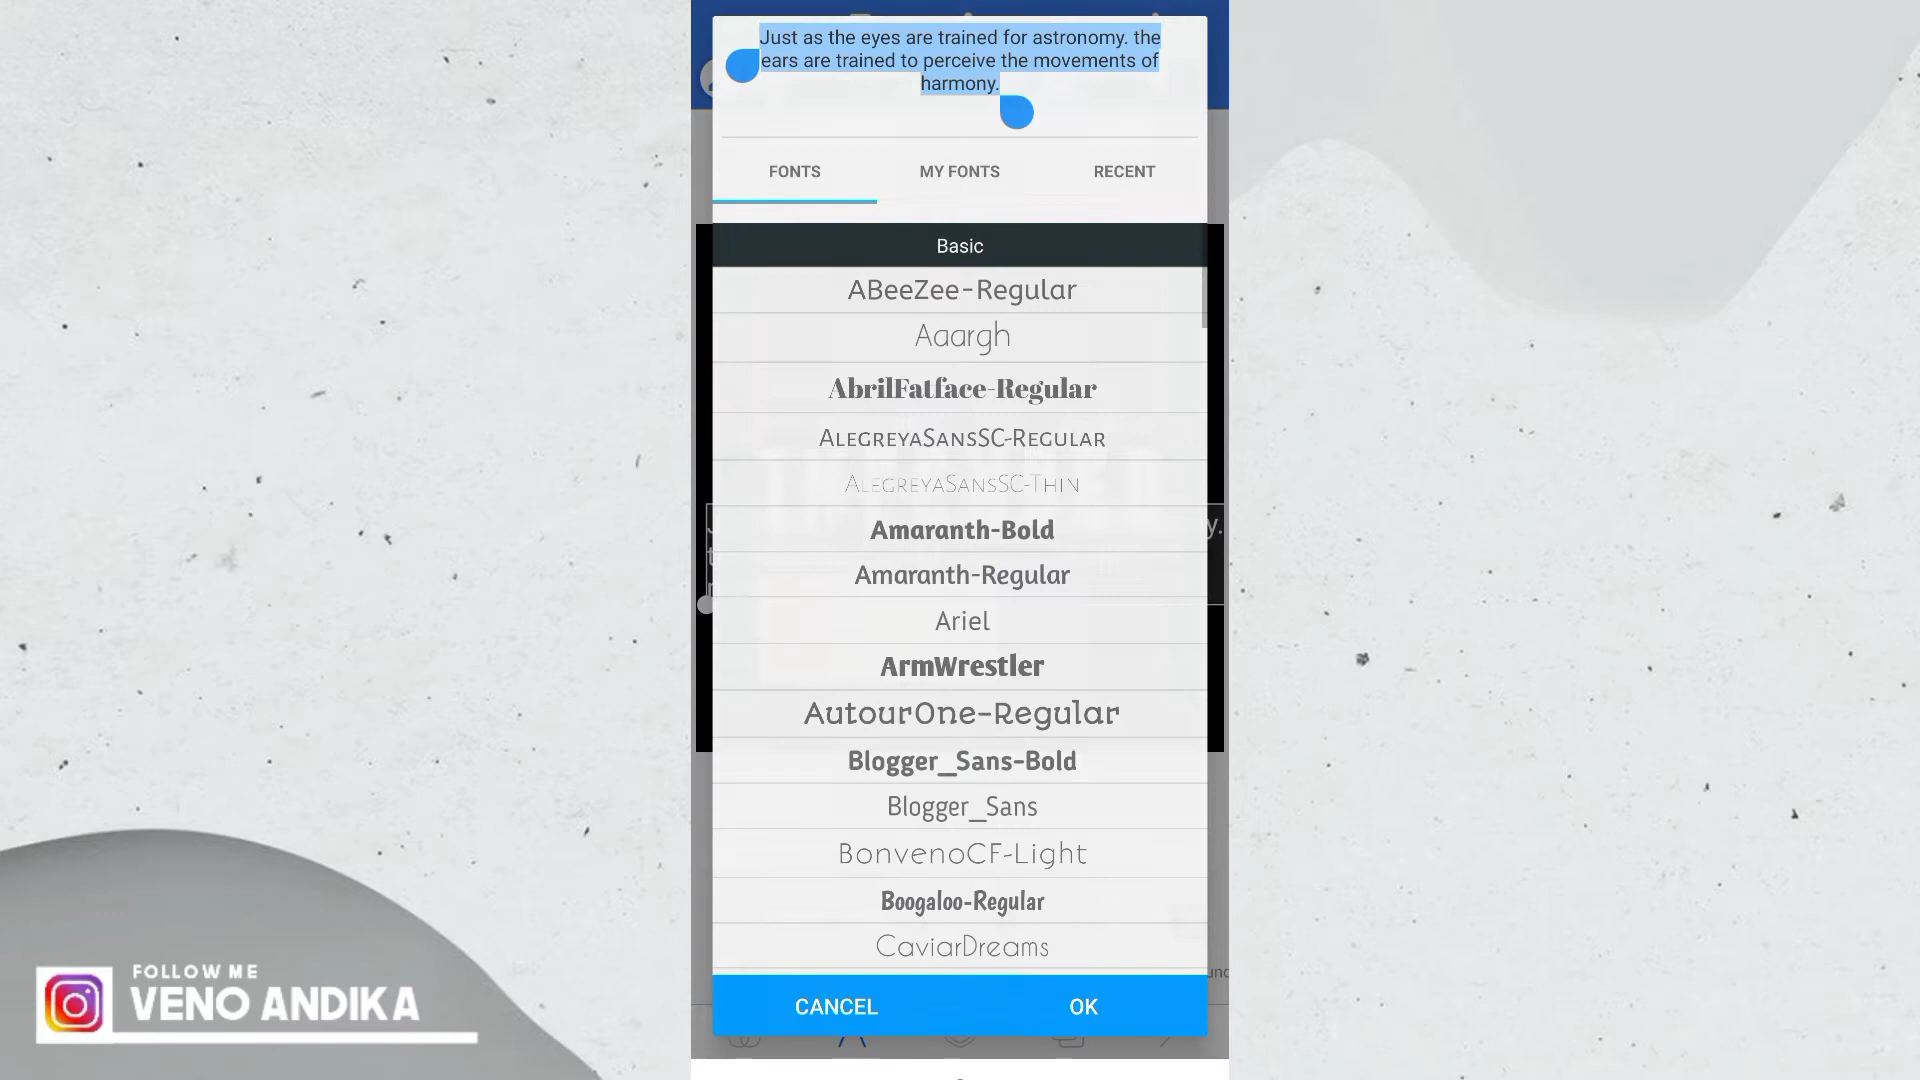 Just as the eyes are trained for astronomy. the
ears are trained to perceive the movements of
harmony.
FONTS
MY FONTS
RECENT
Basic
ABeeZee-Regular
Aaargh
AbrilFatface-Regular
AlegreyaSansSC-Regular
AlegreyaSansSC-Thin
y.
Amaranth-Bold
Amaranth-Regular
Ariel
ArmWrestler
AutourOne-Regular
Blogger_Sans-Bold
Blogger_Sans
BonvenoCF-Light
Boogaloo-Regular
CaviarDreams
CANCEL
OK
FOLLOW ME
VENO ANDIKA